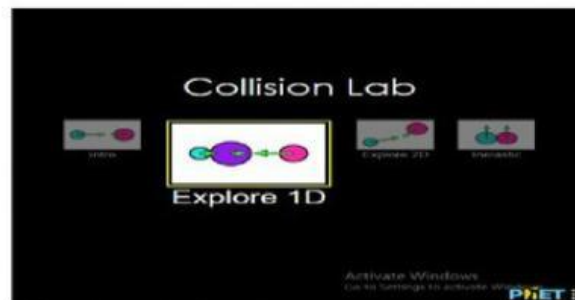 Collision Lab
Intro
Explore 2D
Inelastic
Explore 1D
Activate Windows
Go to Settings to activate Windows
PhET